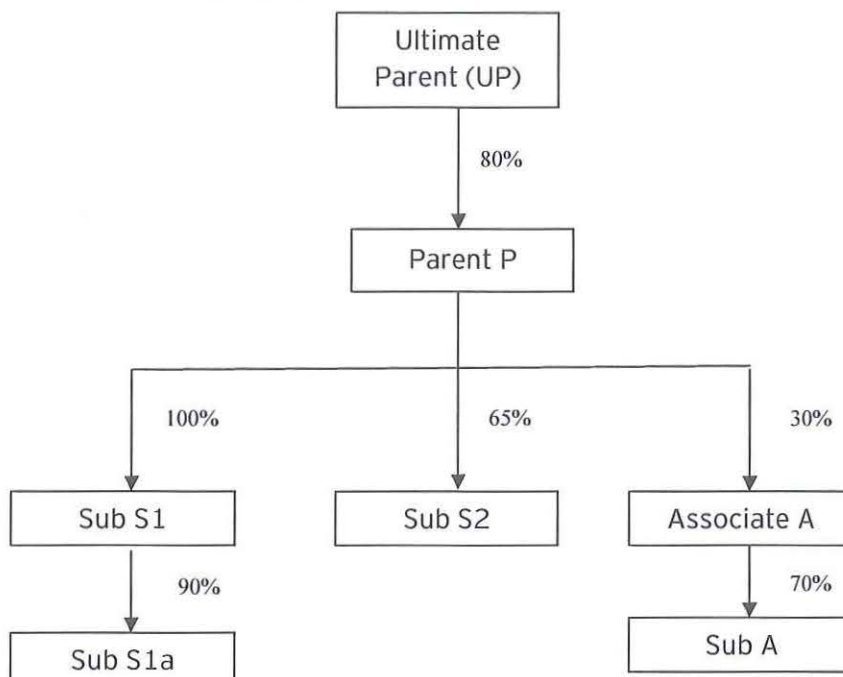 Ultimate
Parent (UP)
80%
Parent P
100%
65%
30%
Sub S1
Sub S2
Associate A
90%
70%
Sub S1a
Sub A